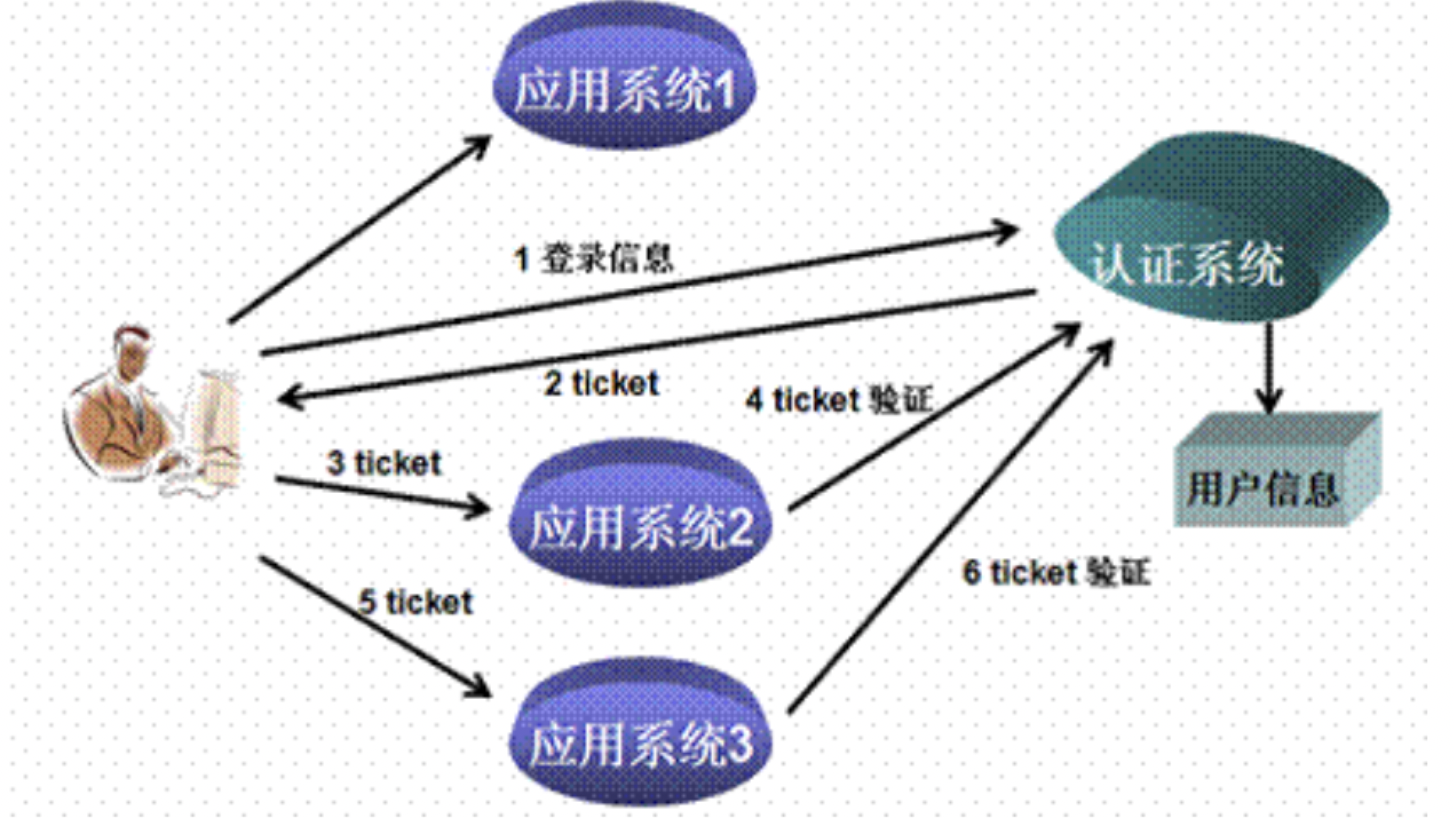 应用系统1
1 登录信息
认证系统
2 ticket
4 ticket 验证
3 ticket
用户信息
应用系统2
6 ticket 验证
5 ticket
应用系统3